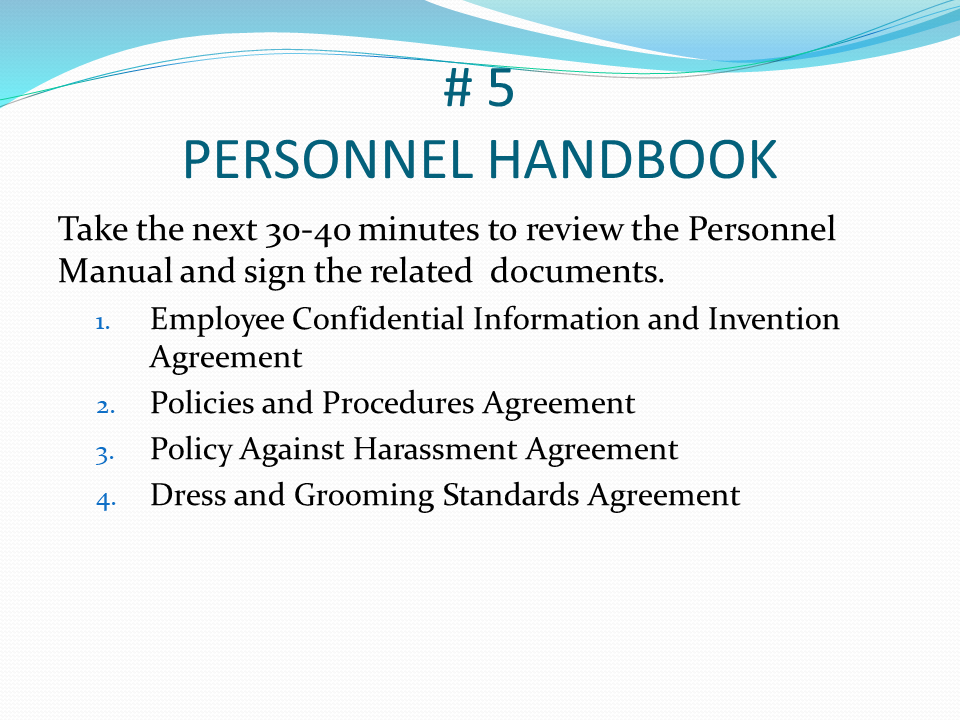 # 5
PERSONNEL HANDBOOK
Take the next 30-40 minutes to review the Personnel
Manual and sign the related  documents.
1. Employee Confidential Information and Invention
Agreement
2. Policies and Procedures Agreement
3. Policy Against Harassment Agreement
4. Dress and Grooming Standards Agreement